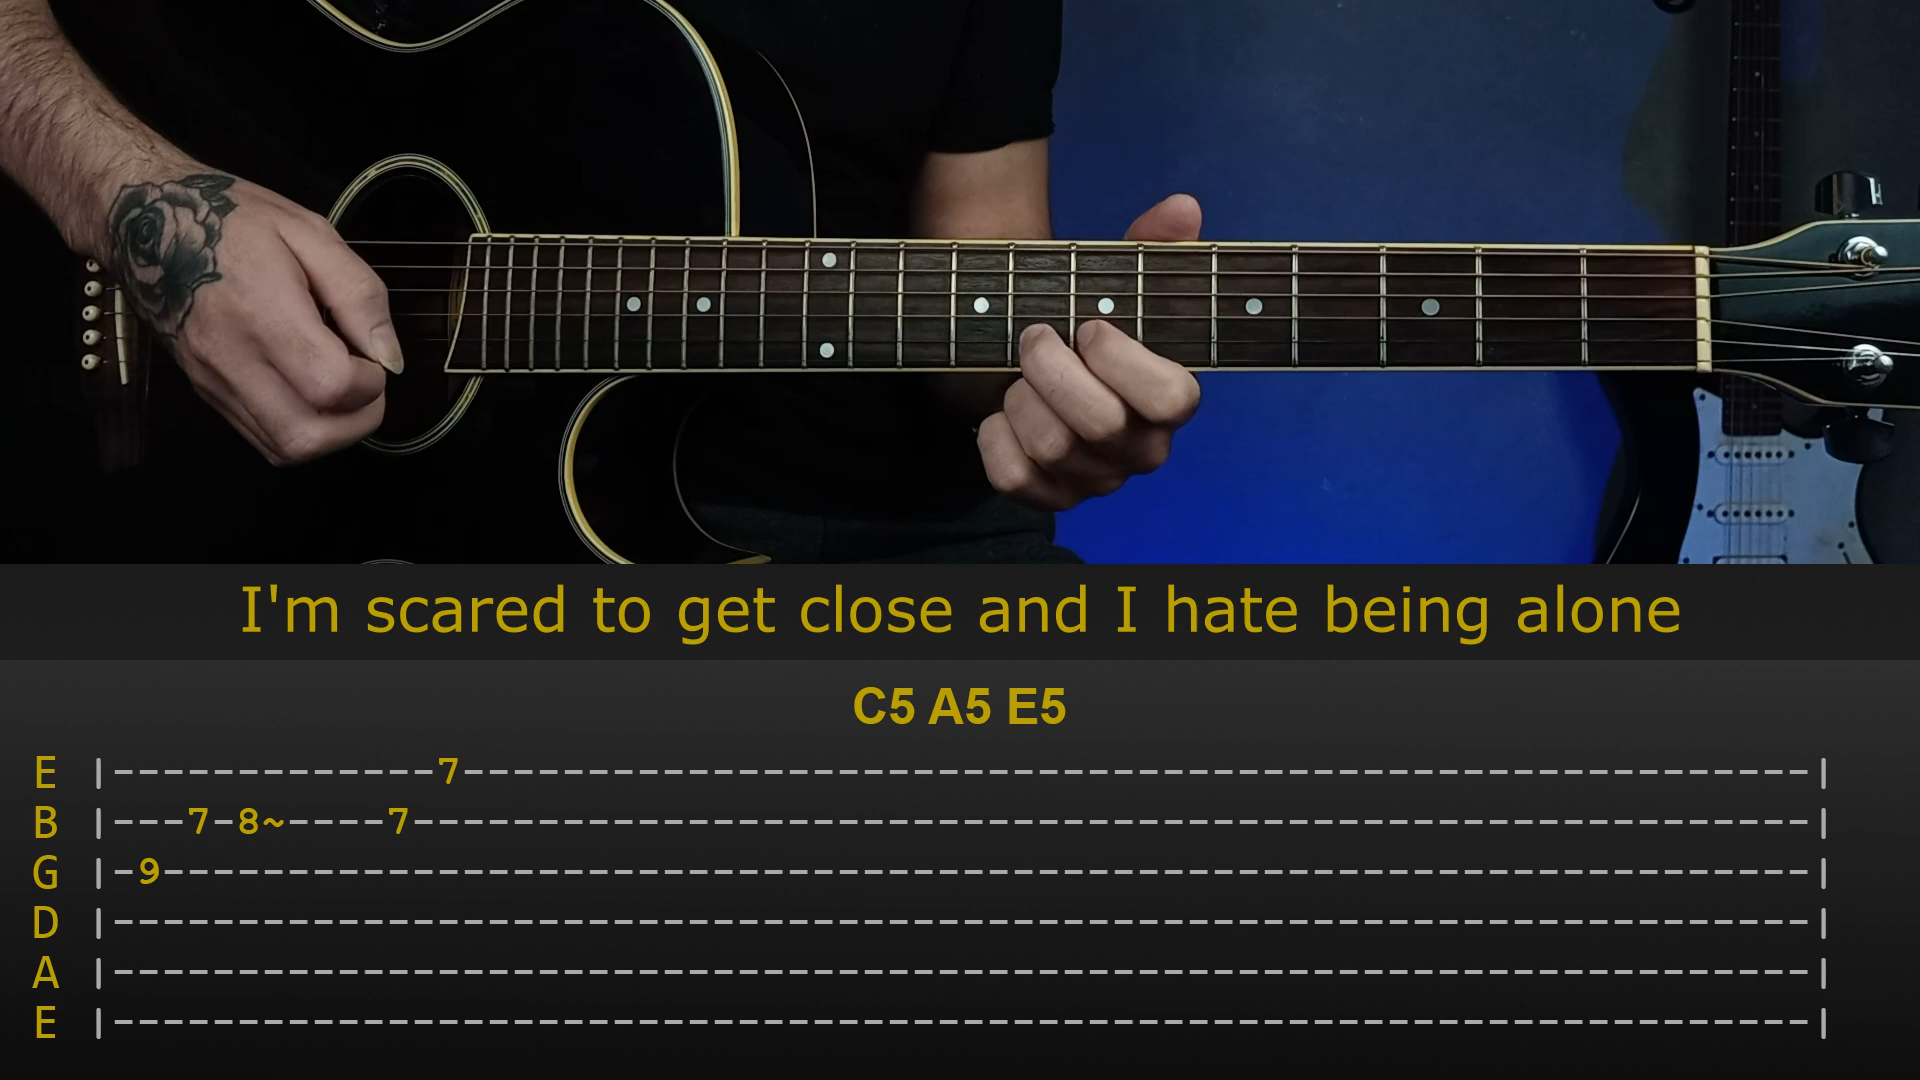 I'm scared to get close and I hate being alone
C5 A5 E5
E |-------------7------------------------------------------------------|
B |---7-8~----7--------------------------------------------------------|
G |-9------------------------------------------------------------------|
D |--------------------------------------------------------------------|
A |--------------------------------------------------------------------|
E |--------------------------------------------------------------------|